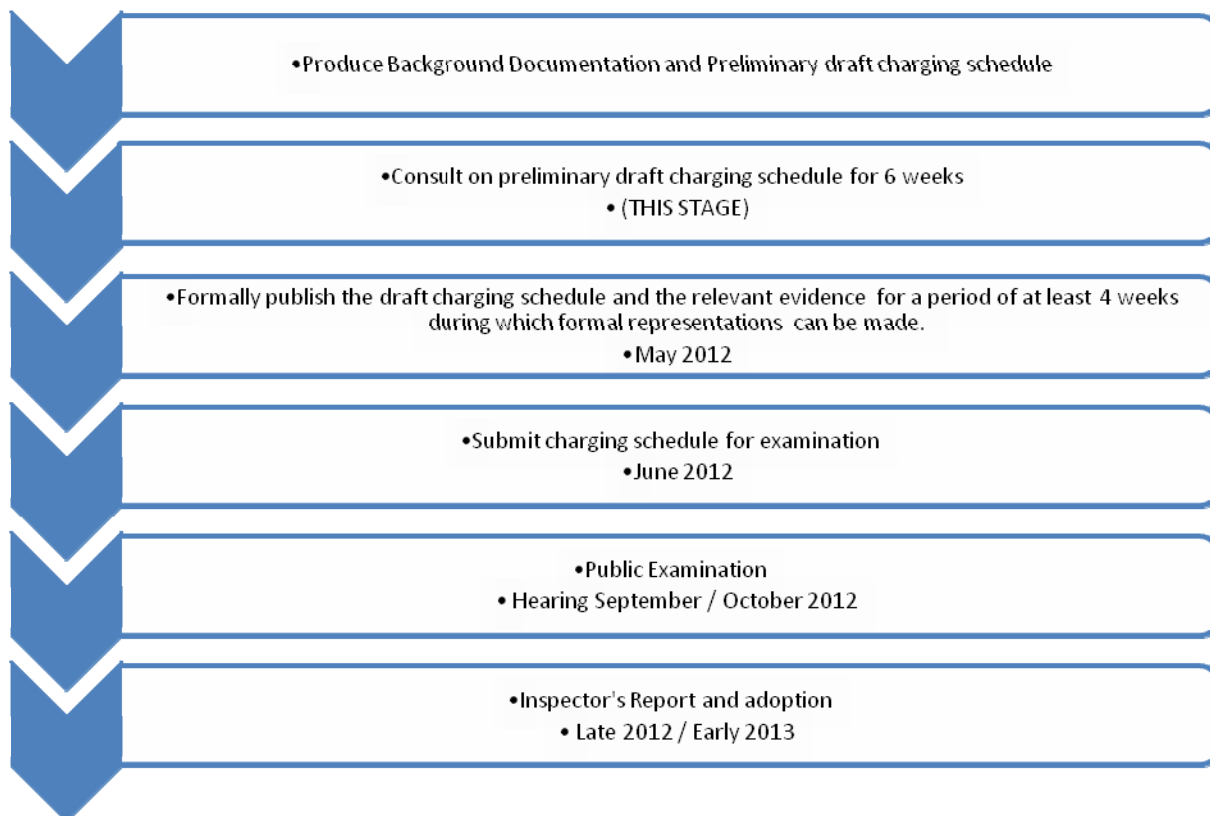 •Produce Background Documentation and Preliminary draft charging schedule
•Consult on preliminary draft charging schedule for 6 weeks
• (THIS STAGE)
•Formally publish the draft charging schedule and the relevant evidence for a period of at least 4 weeks
during which formal representations can be made.
•May 2012
•Submit charging schedule for examination
•June 2012
•Public Examination
• Hearing September / October 2012
•Inspector's Report and adoption
• Late 2012 / Early 2013